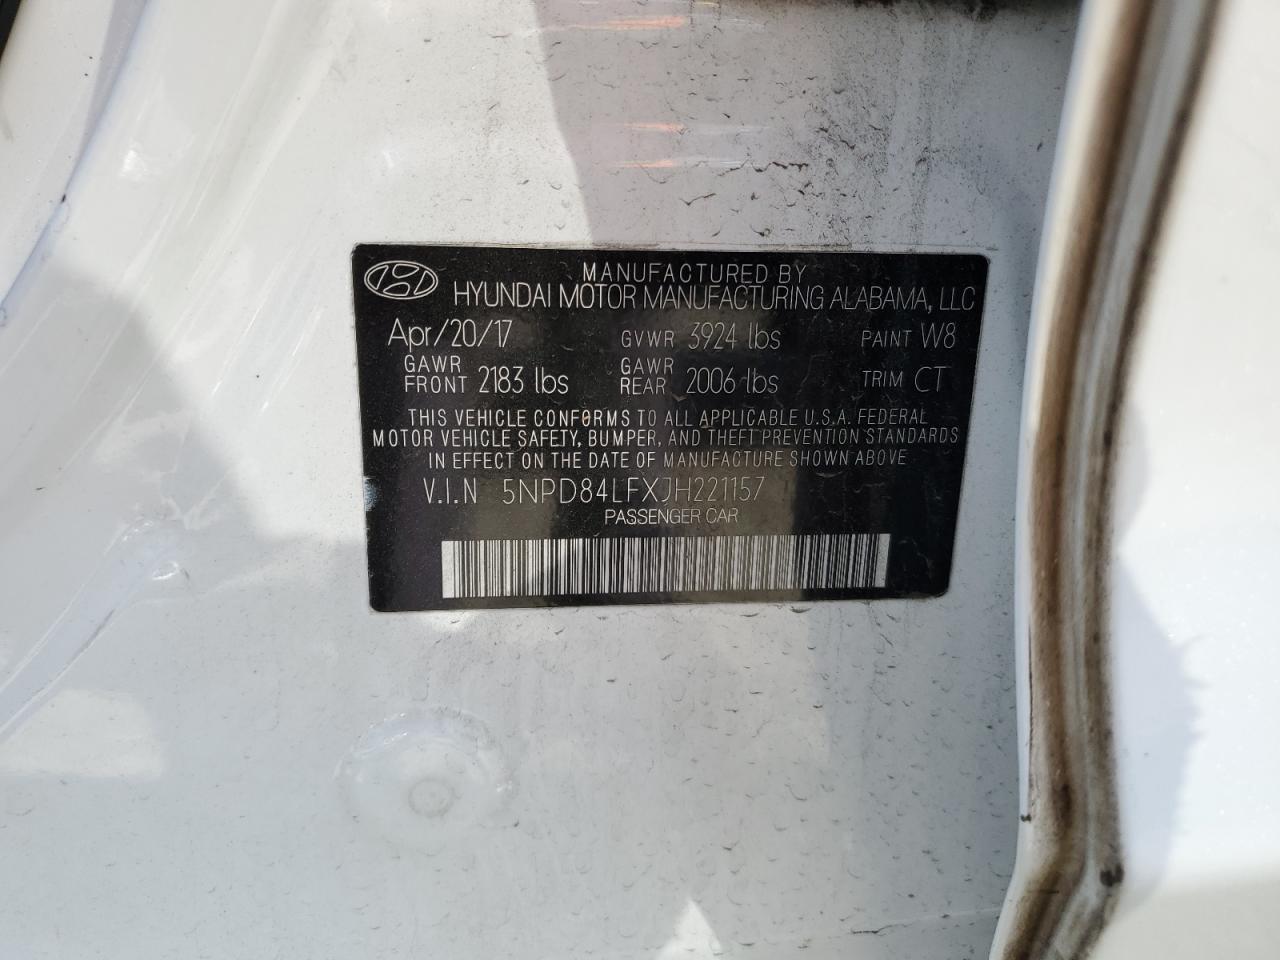 MANUFACTURED BY
HYUNDAI MOTOR MANUFACTURING ALABAMA, LLC
Apr/20/17 GVWR 3924 lbs PAINT W8
GAWR FRONT 2183 lbs GAWR REAR 2006 lbs TRIM CT
THIS VEHICLE CONFORMS TO ALL APPLICABLE U.S.A. FEDERAL
MOTOR VEHICLE SAFETY, BUMPER, AND THEFT PREVENTION STANDARDS
IN EFFECT ON THE DATE OF MANUFACTURE SHOWN ABOVE
V.I.N 5NPD84LFXJH221157
PASSENGER CAR